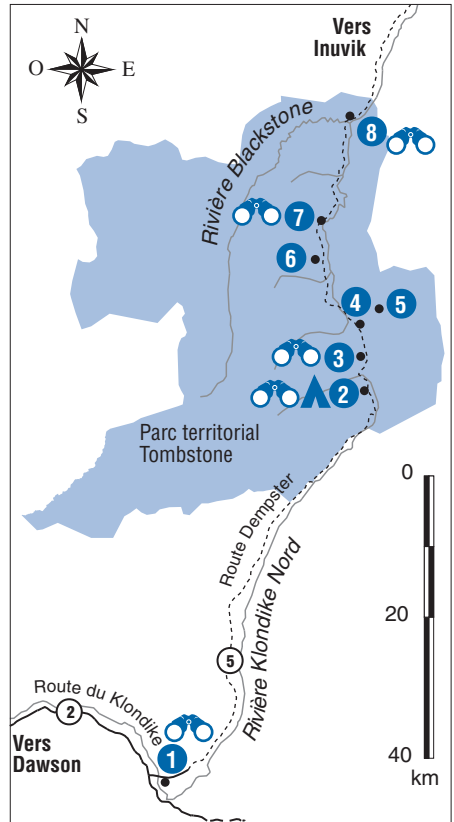 Vers
Inuvik
N
O
E
S
8
Rivière Blackstone
7
6
4
5
3
2
Parc territorial
Tombstone
0
Route Dempster
20
Rivière Klondike Nord
5
Route du Klondike
2
Vers
Dawson
1
40
km